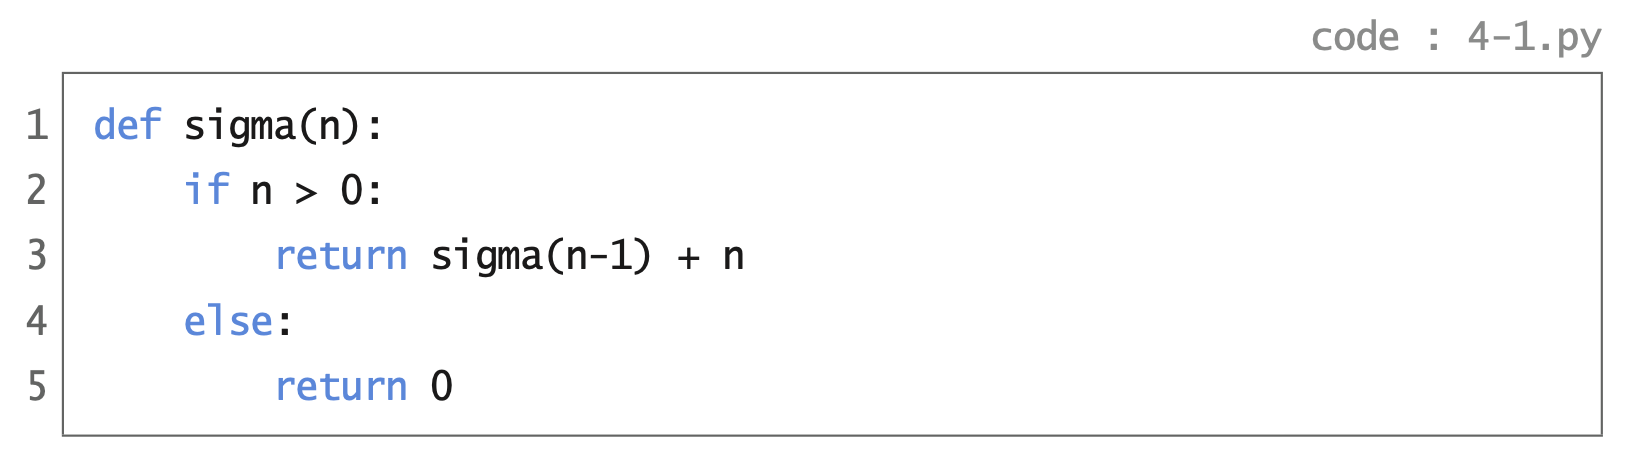 code : 4-1.py
1 def sigma(n):
2     if n > 0:
3         return sigma(n-1) + n
4     else:
5         return 0